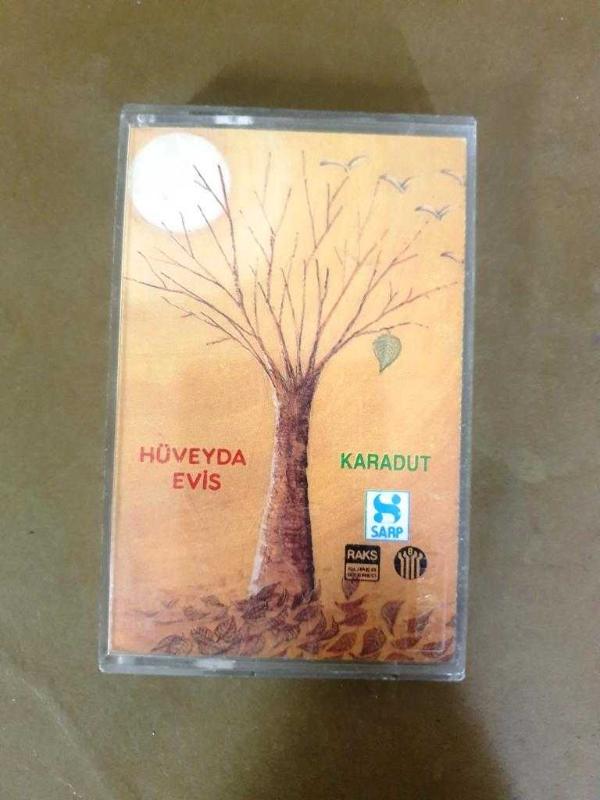 HÜVEYDA
EVİS
KARADUT
SARP
RAKS
SUPER
STEREO